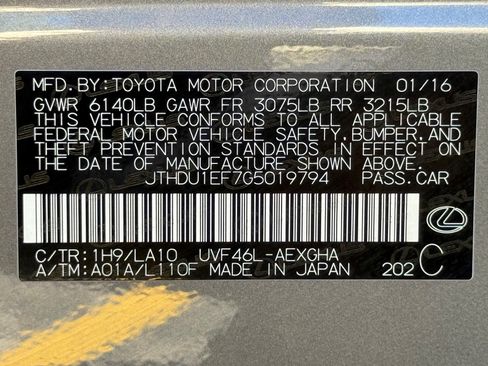 MFD.BY:TOYOTA MOTOR CORPORATION 01/16
GVWR 6140LB GAWR FR 3075LB RR 3215LB
THIS VEHICLE CONFORMS TO ALL APPLICABLE
FEDERAL MOTOR VEHICLE SAFETY,BUMPER,AND
THEFT PREVENTION STANDARDS IN EFFECT ON
THE DATE OF MANUFACTURE SHOWN ABOVE.
JTHDU1EF7G5019794 PASS.CAR
C/TR:1H9/LA10 UVF46L-AEXGHA
A/TM:A01A/L110F MADE IN JAPAN 202 C